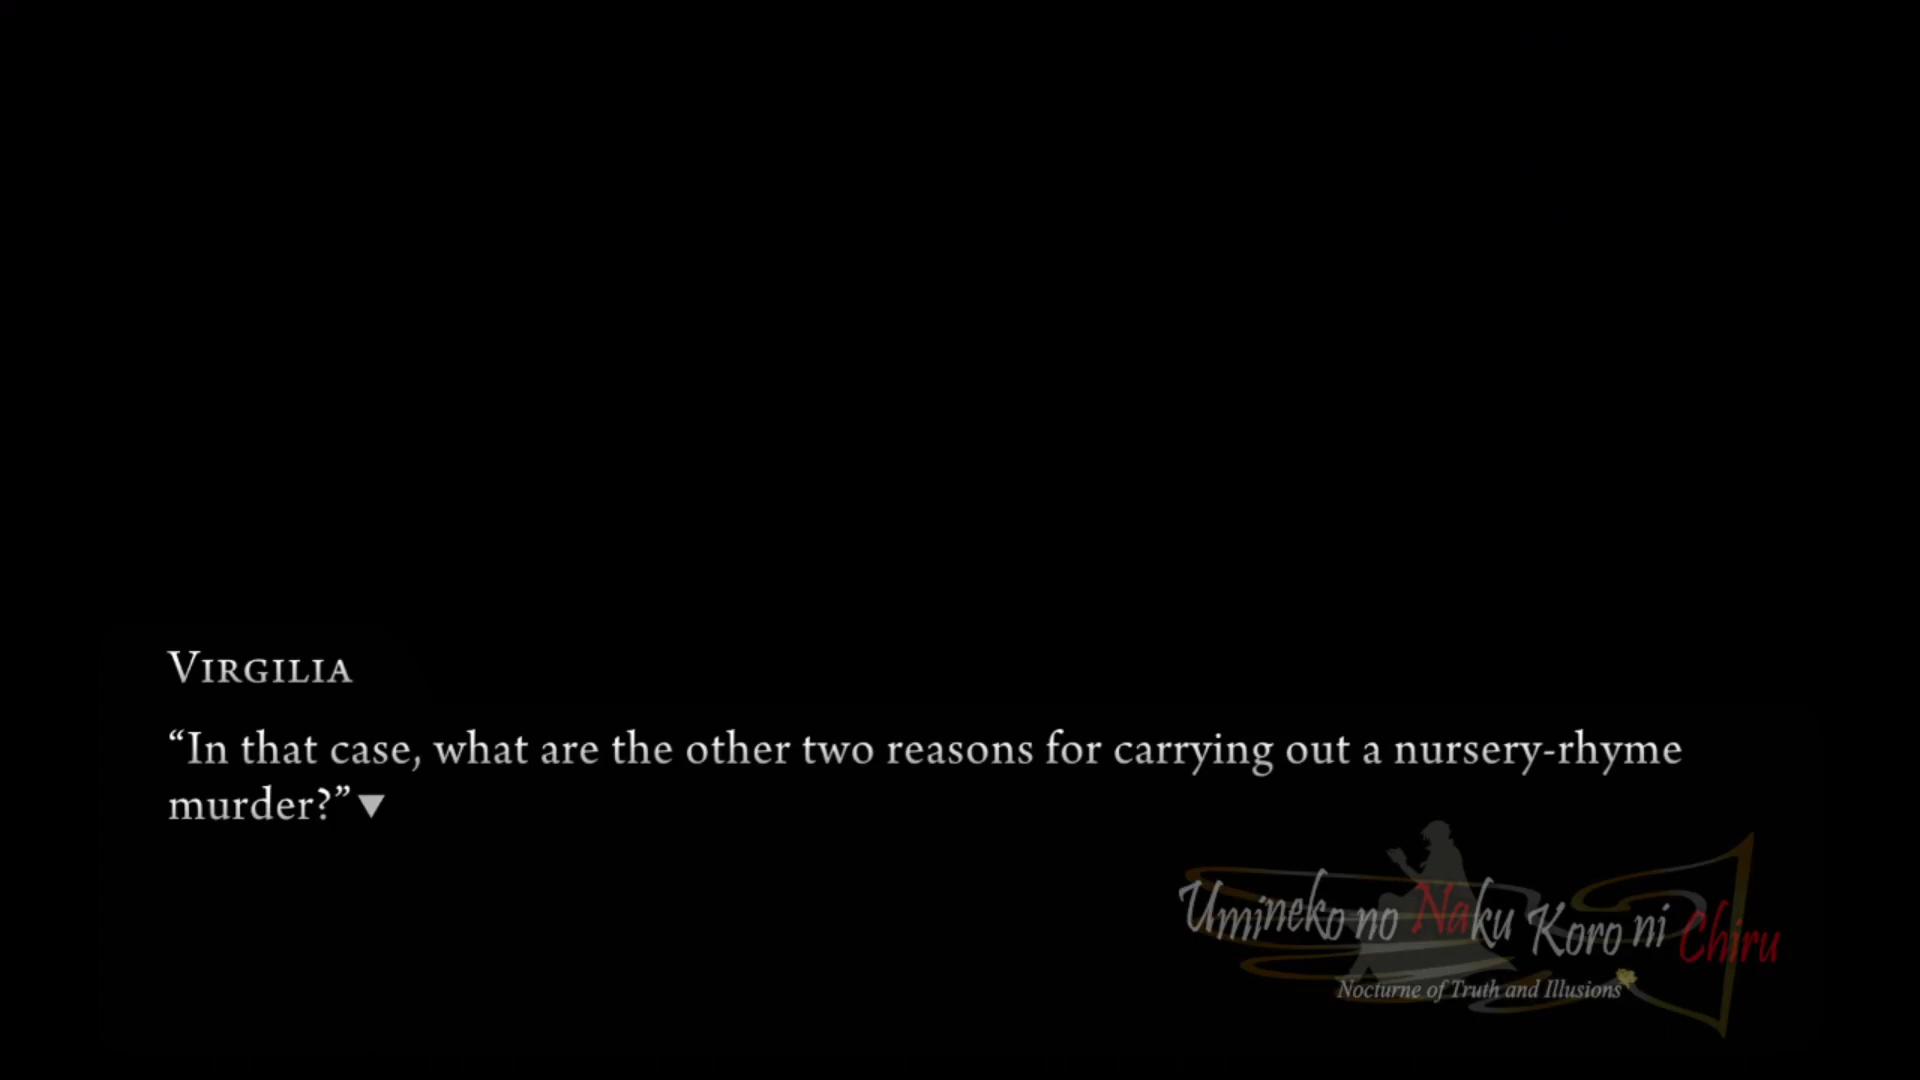 VIRGILIA
“In that case, what are the other two reasons for carrying out a nursery-rhyme
murder?”▼
Umineko no Naku Koro ni Chiru
Nocturne of Truth and Illusions